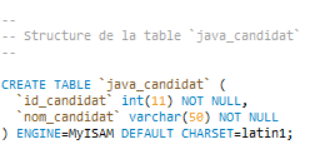 --
-- Structure de la table `java_candidat`
--
CREATE TABLE `java_candidat` (
`id_candidat` int(11) NOT NULL,
`nom_candidat` varchar(50) NOT NULL
) ENGINE=MyISAM DEFAULT CHARSET=latin1;